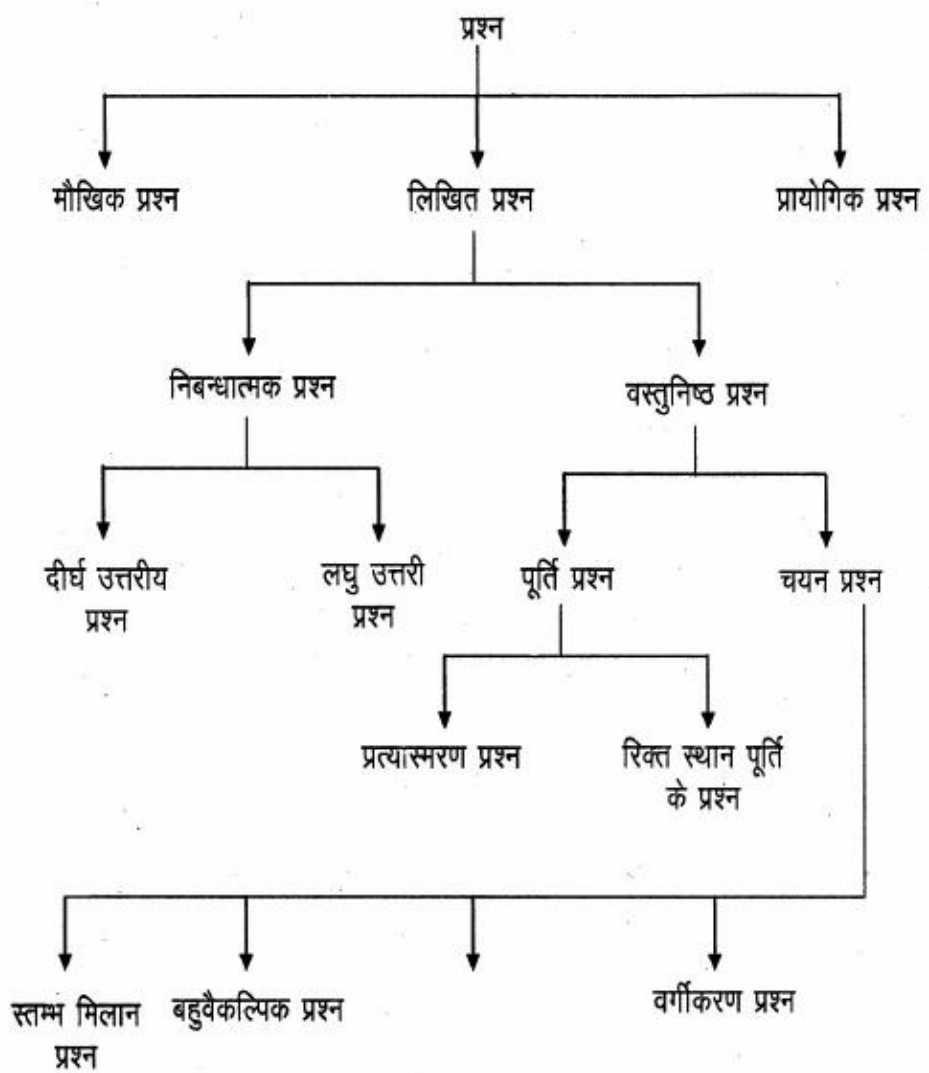 प्रश्न
मौखिक प्रश्न
लिखित प्रश्न
प्रायोगिक प्रश्न
निबन्धात्मक प्रश्न
वस्तुनिष्ठ प्रश्न
दीर्घ उत्तरीय
प्रश्न
लघु उत्तरी
प्रश्न
पूर्ति प्रश्न
चयन प्रश्न
प्रत्यास्मरण प्रश्न
रिक्त स्थान पूर्ति
के प्रश्न
स्तम्भ मिलान
प्रश्न
बहुवैकल्पिक प्रश्न
वर्गीकरण प्रश्न